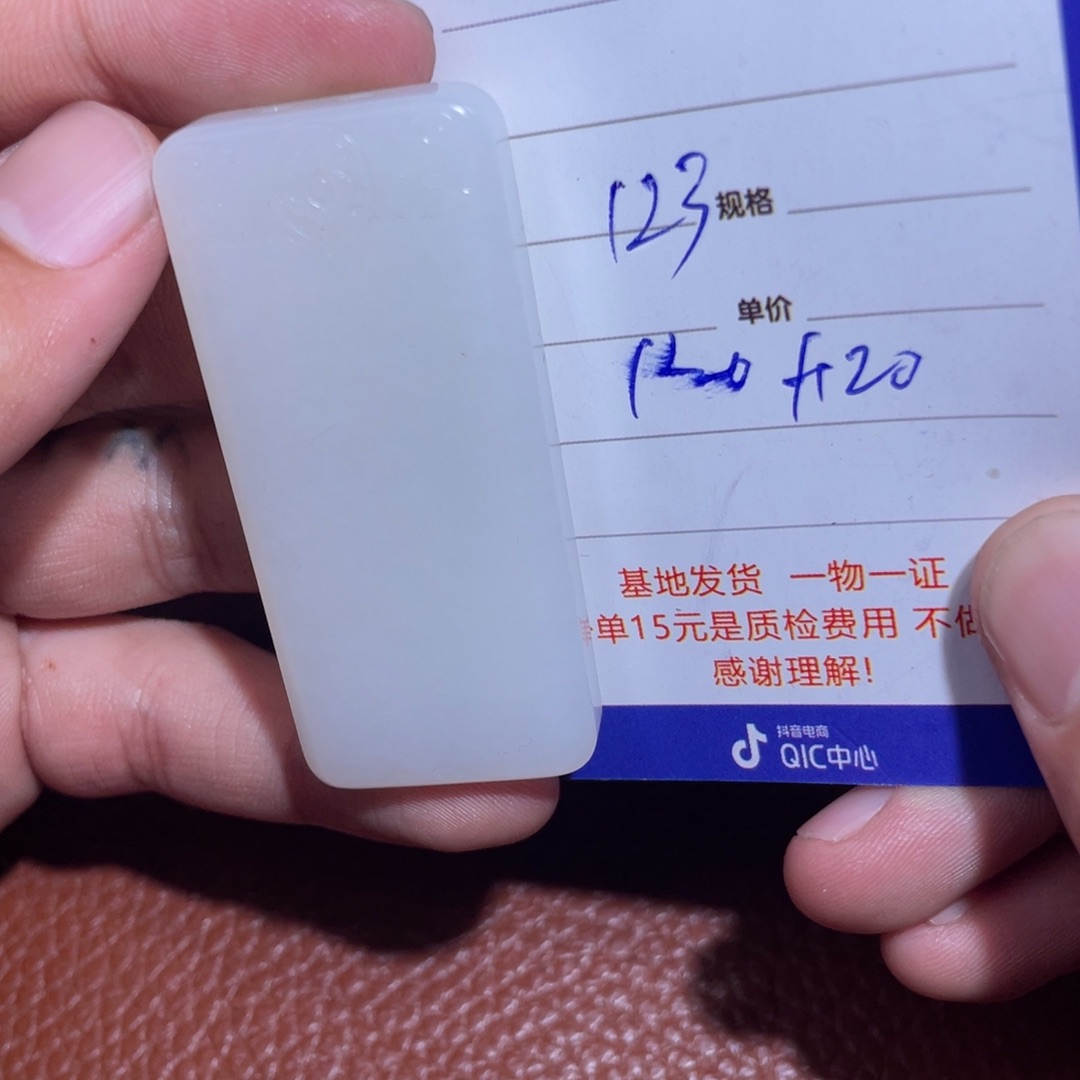 123 规格
单价
基地发货 一物一证
单15元是质检费用 不做
感谢理解!
抖音电商
QIC中心